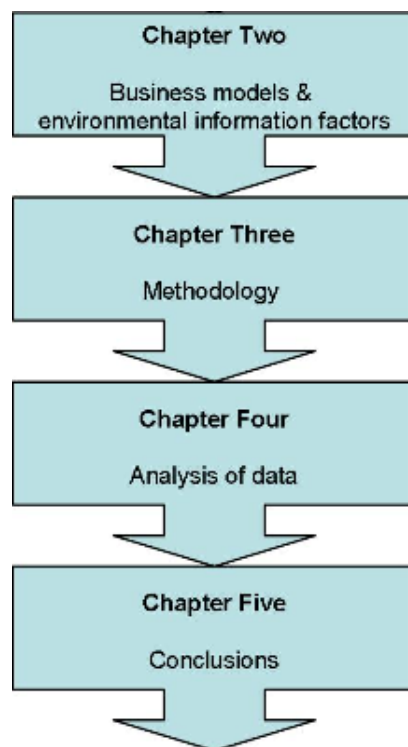 Chapter Two
Business models &
environmental information factors
Chapter Three
Methodology
Chapter Four
Analysis of data
Chapter Five
Conclusions